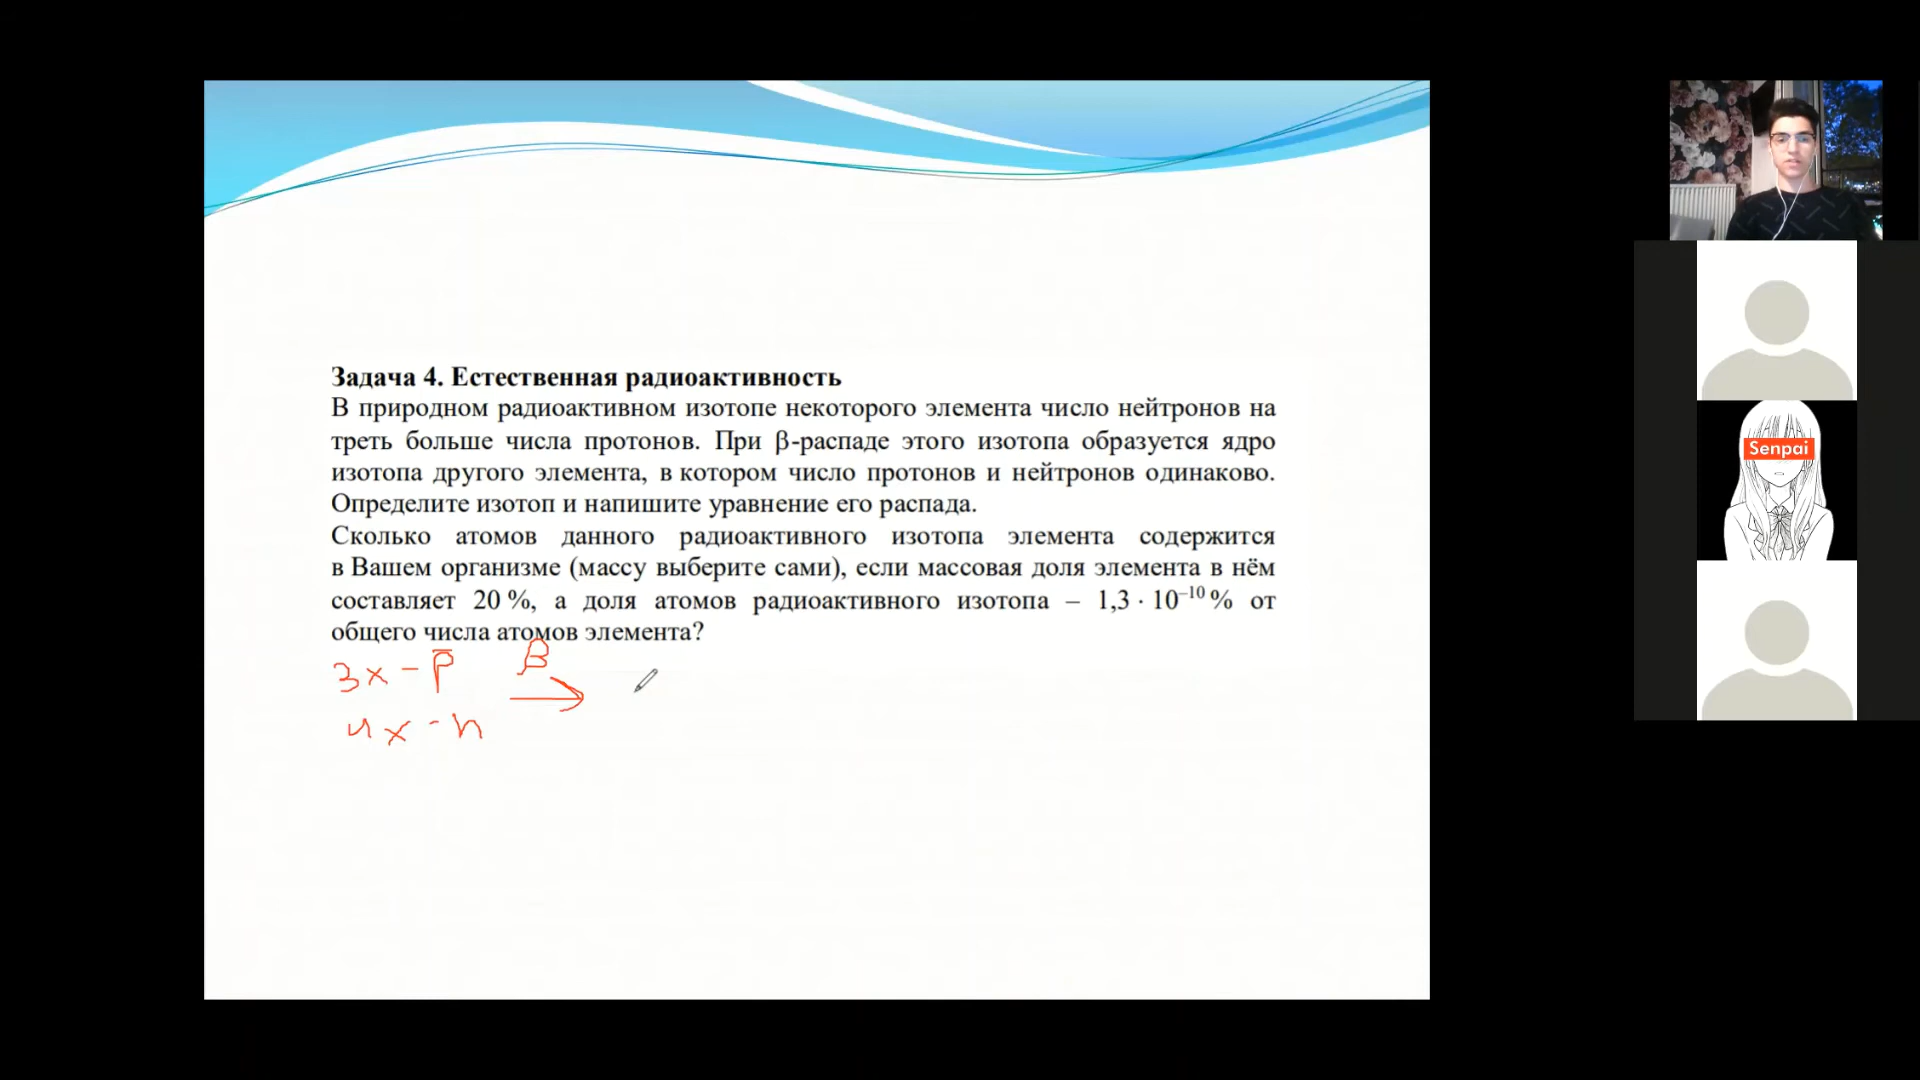 Задача 4. Естественная радиоактивность
В природном радиоактивном изотопе некоторого элемента число нейтронов на
треть больше числа протонов. При β-распаде этого изотопа образуется ядро
изотопа другого элемента, в котором число протонов и нейтронов одинаково.
Определите изотоп и напишите уравнение его распада.
Сколько атомов данного радиоактивного изотопа элемента содержится
в Вашем организме (массу выберите сами), если массовая доля элемента в нём
составляет 20 %, а доля атомов радиоактивного изотопа – 1,3 · 10⁻¹⁰ % от
общего числа атомов элемента?
3x - p̅ β
4x - n
Senpai